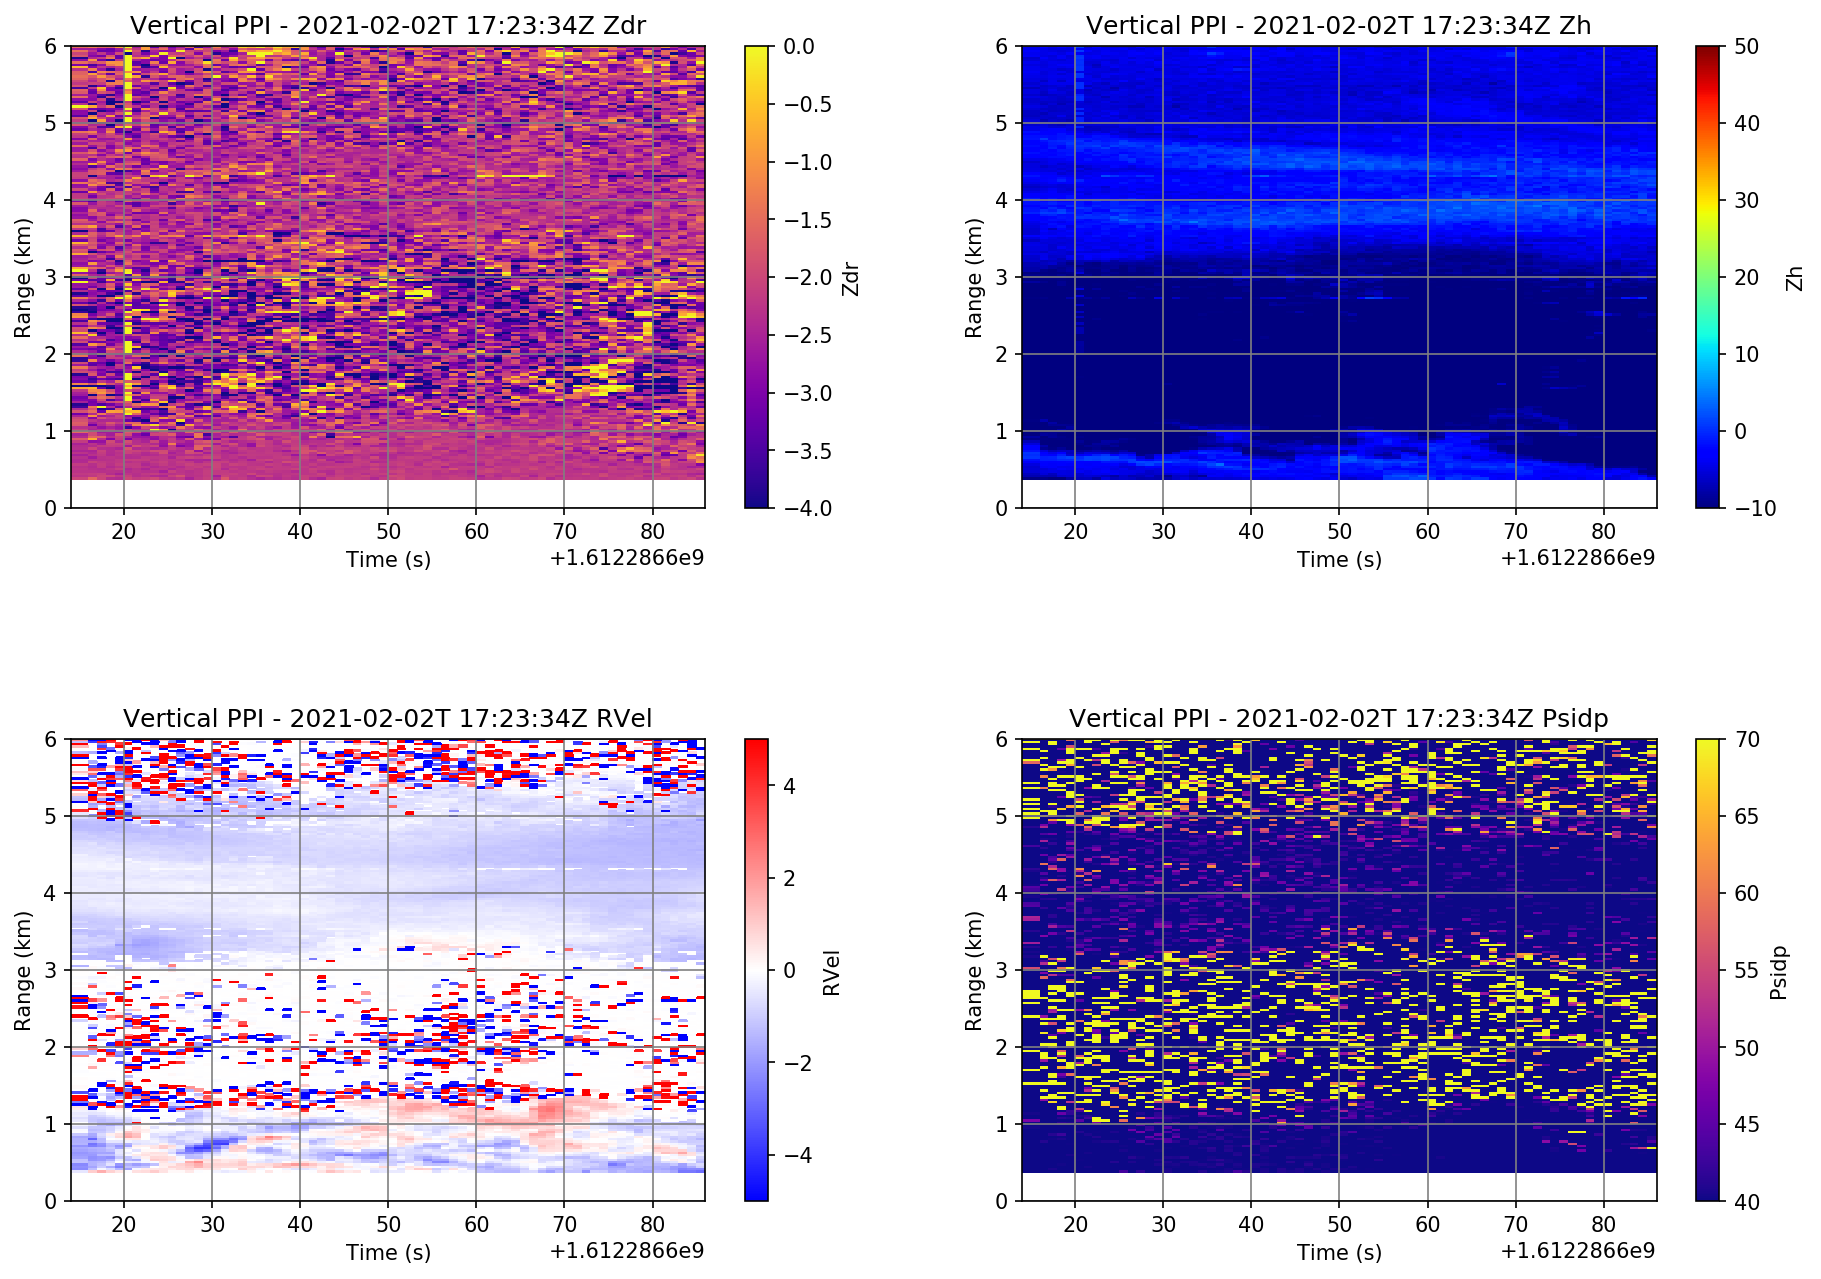 Vertical PPI - 2021-02-02T 17:23:34Z Zdr
6
5
4
3
2
1
0
Range (km)
20 30 40 50 60 70 80
Time (s)
+1.6122866e9
0.0
−0.5
−1.0
−1.5
−2.0
−2.5
−3.0
−3.5
−4.0
Zdr
Vertical PPI - 2021-02-02T 17:23:34Z Zh
6
5
4
3
2
1
0
Range (km)
20 30 40 50 60 70 80
Time (s)
+1.6122866e9
50
40
30
20
10
0
−10
Zh
Vertical PPI - 2021-02-02T 17:23:34Z RVel
6
5
4
3
2
1
0
Range (km)
20 30 40 50 60 70 80
Time (s)
+1.6122866e9
4
2
0
−2
−4
RVel
Vertical PPI - 2021-02-02T 17:23:34Z Psidp
6
5
4
3
2
1
0
Range (km)
20 30 40 50 60 70 80
Time (s)
+1.6122866e9
70
65
60
55
50
45
40
Psidp